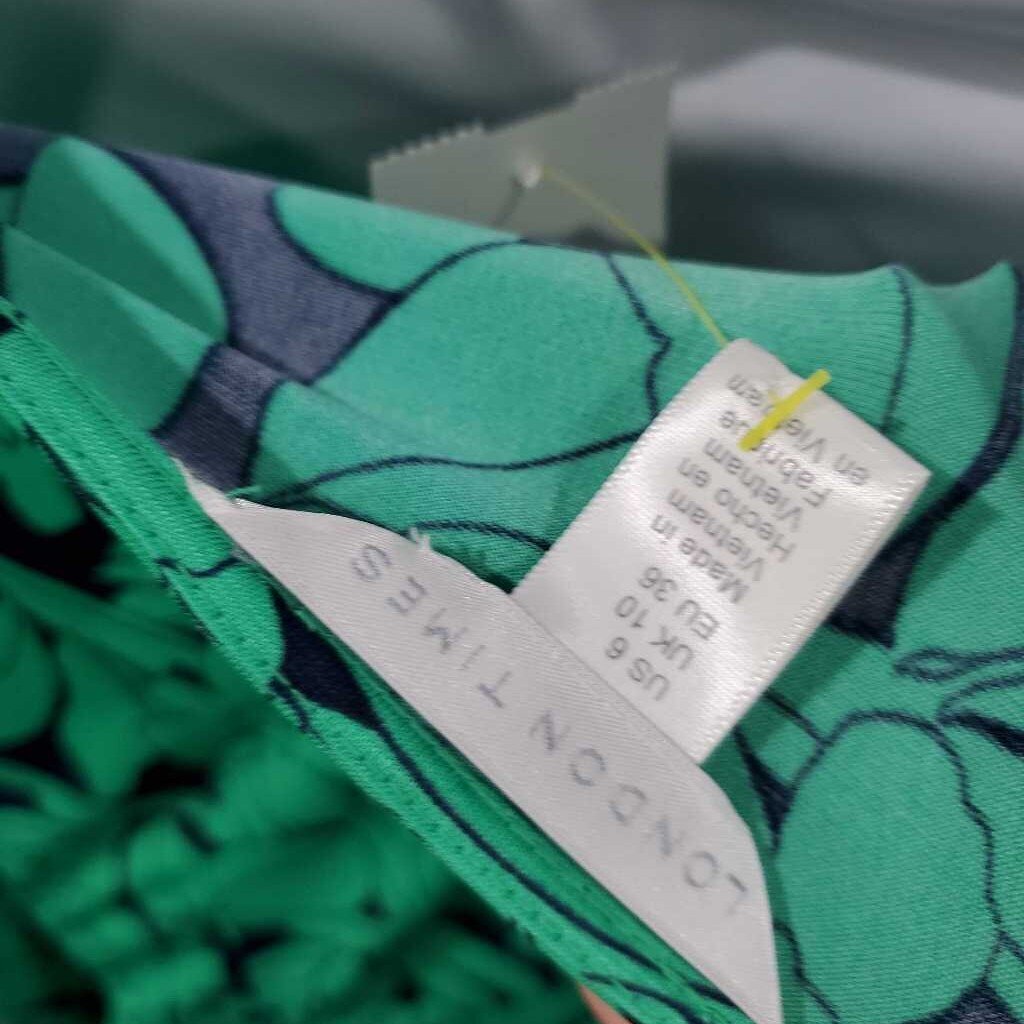 LONDON TIMES
US 6
UK 10
EU 36
Made in
Vietnam
Hecho en
Vietnam
Fabrique
en Vietnam